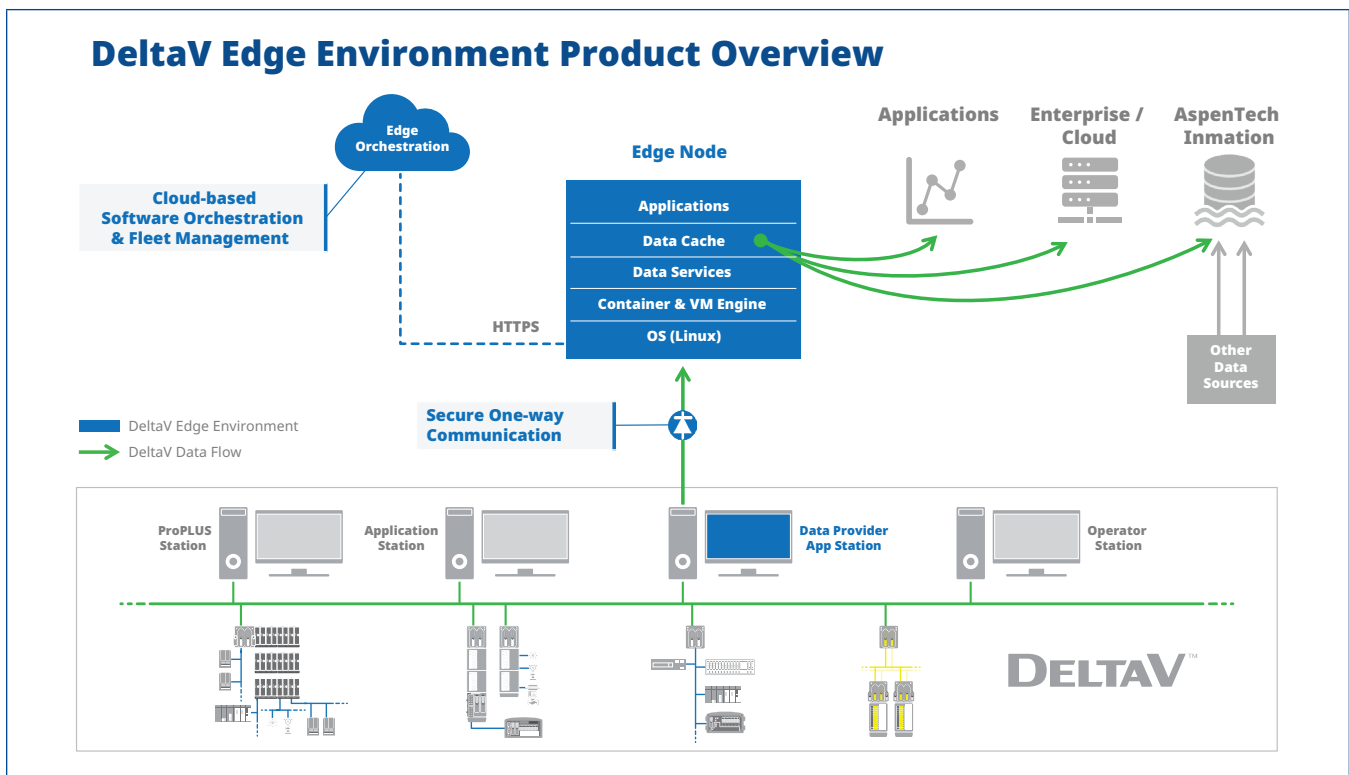 DeltaV Edge Environment Product Overview
Edge
Orchestration
Cloud-based
Software Orchestration
& Fleet Management
HTTPS
Edge Node
Applications
Data Cache
Data Services
Container & VM Engine
OS (Linux)
Applications
Enterprise /
Cloud
AspenTech
Inmation
Other
Data
Sources
Secure One-way
Communication
DeltaV Edge Environment
DeltaV Data Flow
ProPLUS
Station
Application
Station
Data Provider
App Station
Operator
Station
DELTAV™